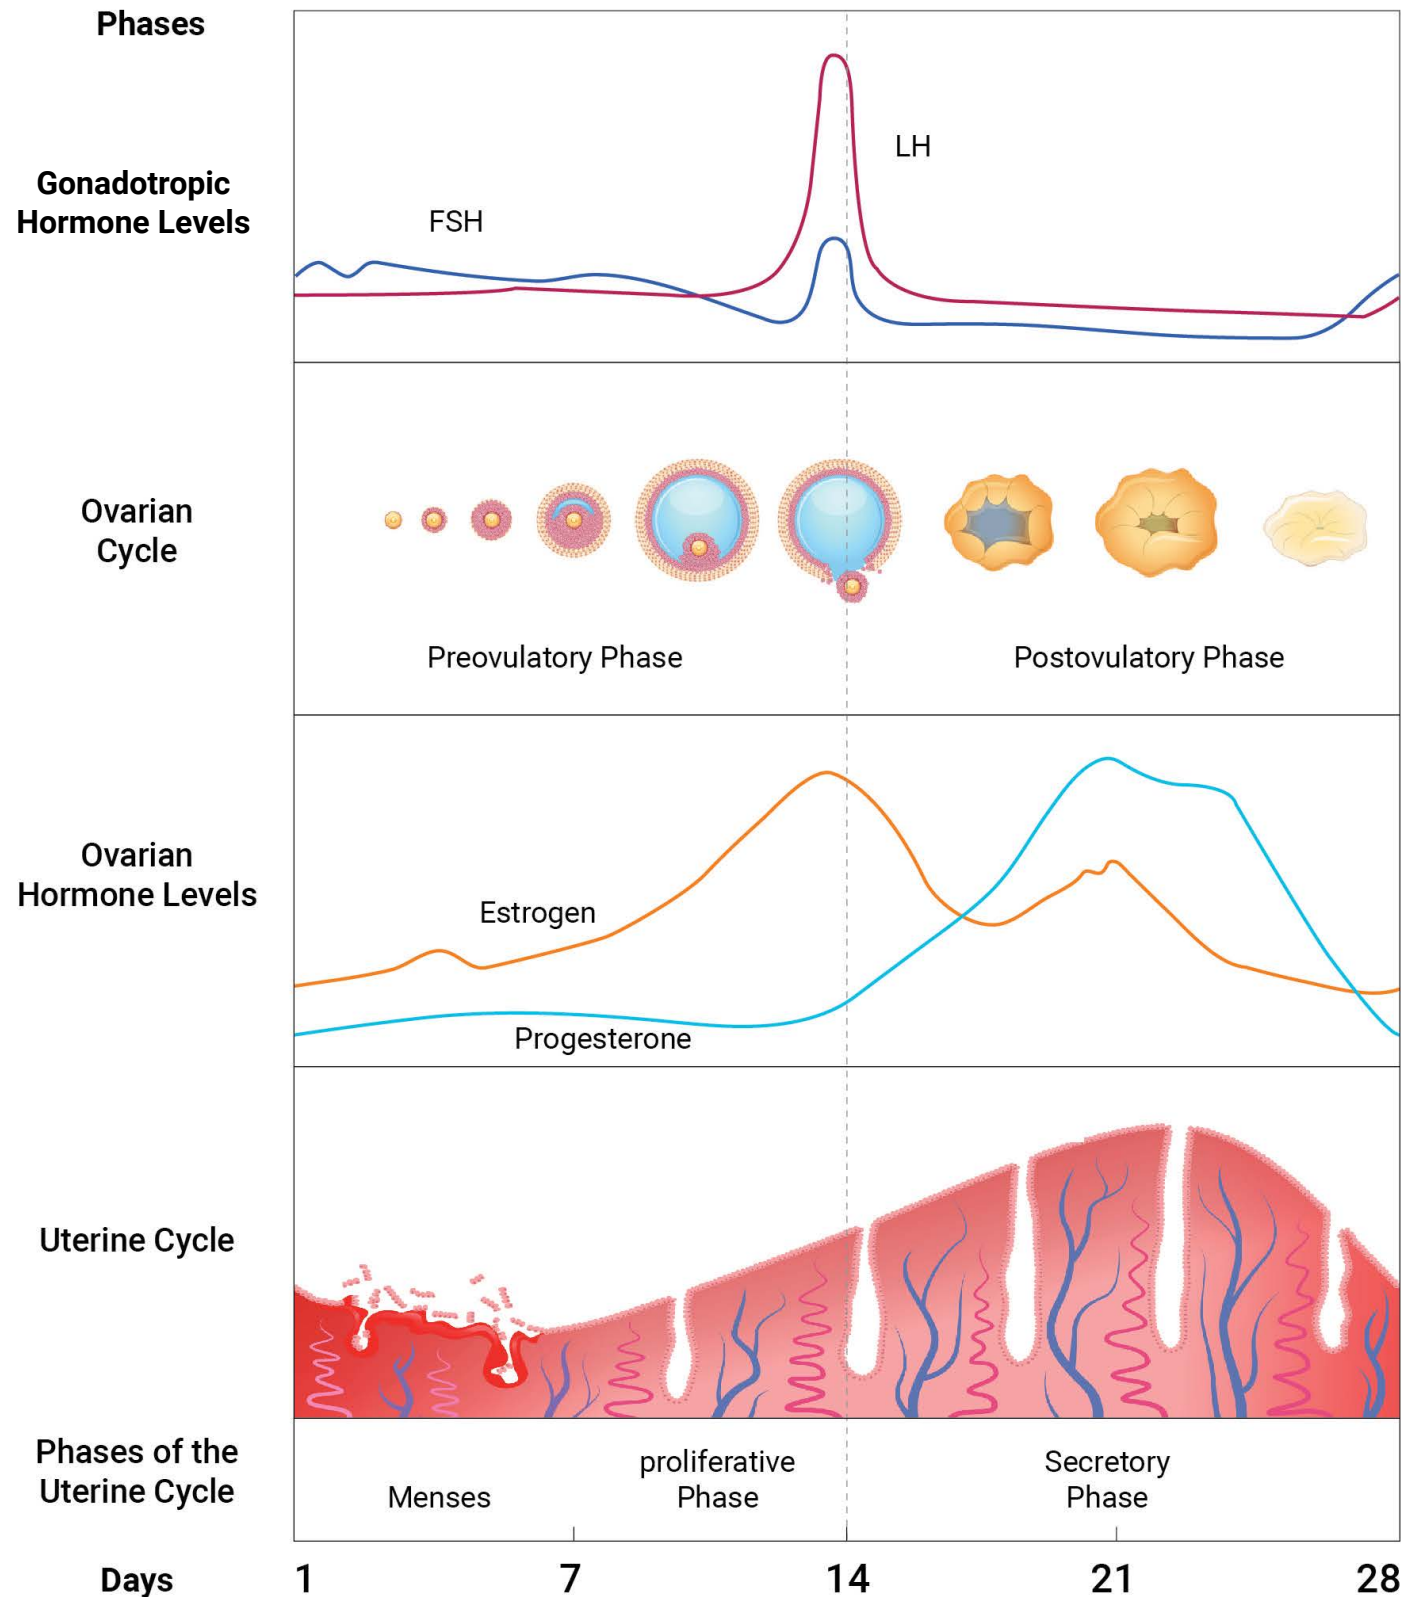 Phases
Gonadotropic
Hormone Levels
FSH
LH
Ovarian
Cycle
Preovulatory Phase
Postovulatory Phase
Ovarian
Hormone Levels
Estrogen
Progesterone
Uterine Cycle
Phases of the
Uterine Cycle
Menses
proliferative
Phase
Secretory
Phase
Days
1
7
14
21
28